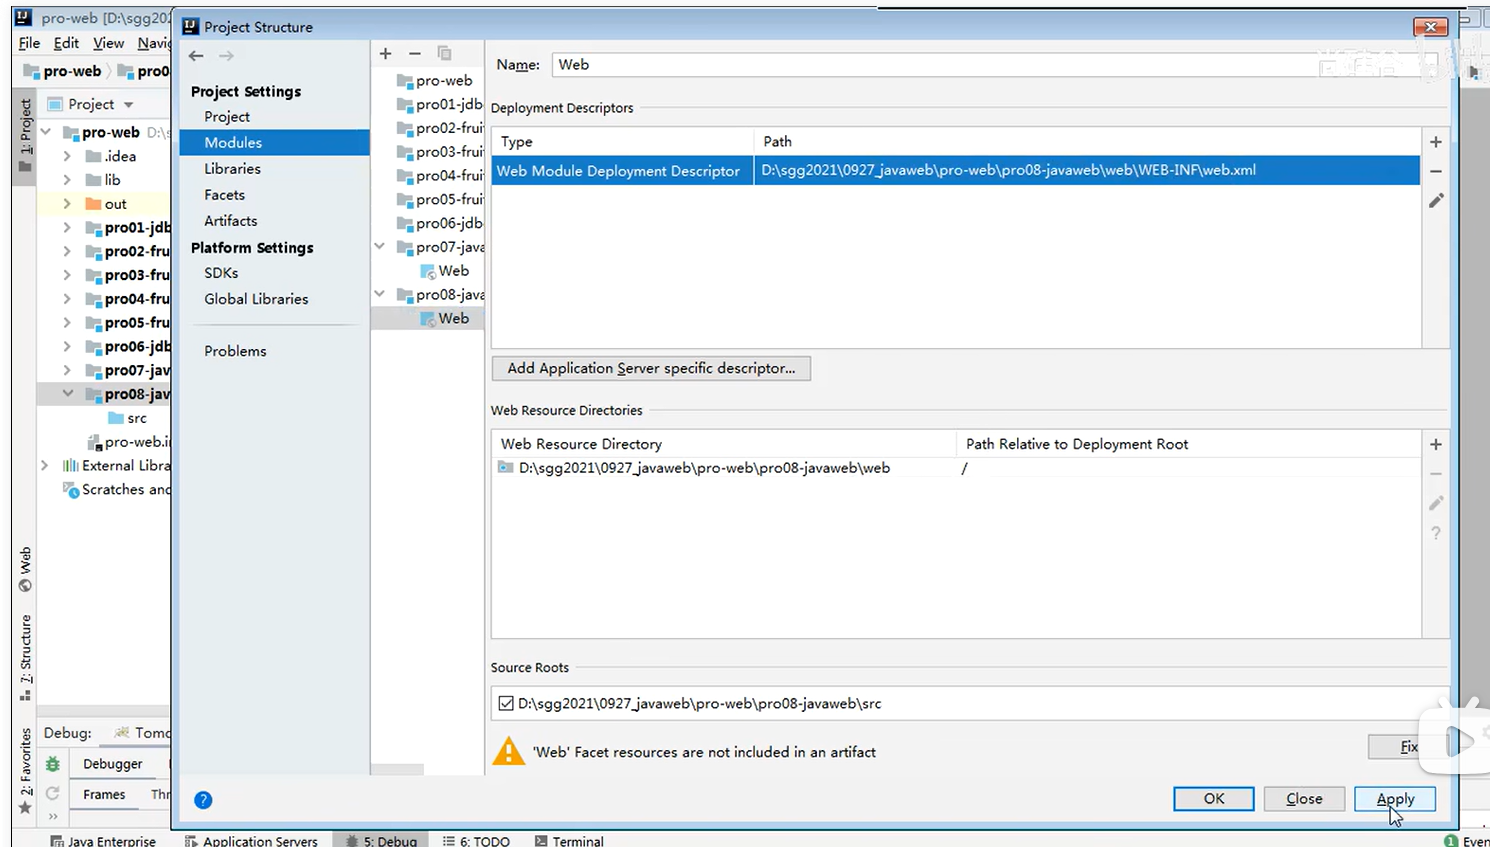 pro-web [D:\sgg202
Project Structure
File Edit View Navig
pro-web pro0
1: Project
Project
pro-web D:\s
.idea
lib
out
pro01-jdb
pro02-fru
pro03-fru
pro04-fru
pro05-fru
pro06-jdb
pro07-jav
pro08-jav
src
pro-web.i
External Libra
Scratches and
Web
7: Structure
2: Favorites
Debug: Tomc
Debugger
Frames Thr
Project Settings
Project
Modules
Libraries
Facets
Artifacts
Platform Settings
SDKs
Global Libraries
Problems
pro-web
pro01-jdb
pro02-frui
pro03-frui
pro04-frui
pro05-frui
pro06-jdb
pro07-java
Web
pro08-java
Web
Name: Web
Deployment Descriptors
Type Path
Web Module Deployment Descriptor D:\sgg2021\0927_javaweb\pro-web\pro08-javaweb\web\WEB-INF\web.xml
Add Application Server specific descriptor...
Web Resource Directories
Web Resource Directory Path Relative to Deployment Root
D:\sgg2021\0927_javaweb\pro-web\pro08-javaweb\web /
Source Roots
D:\sgg2021\0927_javaweb\pro-web\pro08-javaweb\src
'Web' Facet resources are not included in an artifact
Fix
? OK Close Apply
Java Enterprise Application Servers 5: Debug 6: TODO Terminal 1 Even